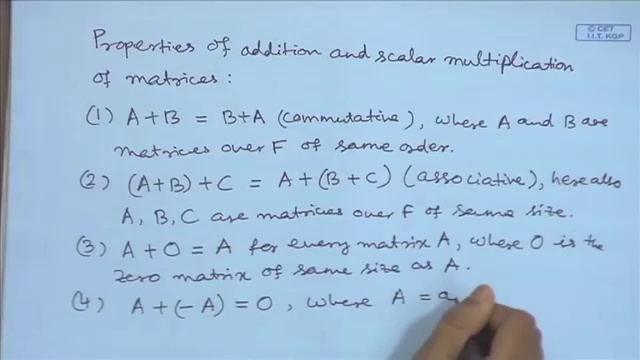 © CET
I.I.T. KGP
Properties of addition and scalar multiplication
of matrices :
(1) A+B = B+A (commutative), where A and B are
matrices over F of same order.
(2) (A+B)+C = A+(B+C) (associative), here also
A, B, C are matrices over F of same size.
(3) A+O = A for every matrix A, where O is the
zero matrix of same size as A.
(4) A+(-A) = O, where A = a